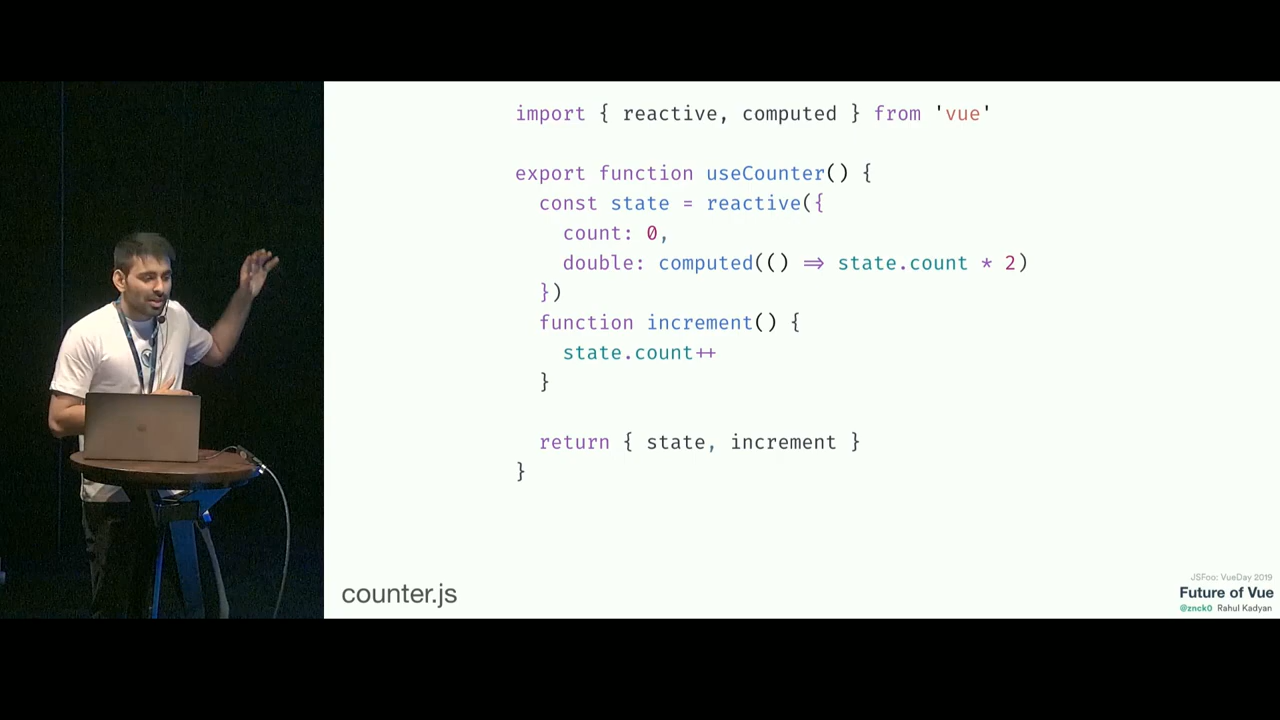 import { reactive, computed } from 'vue'
export function useCounter() {
const state = reactive({
count: 0,
double: computed(() => state.count * 2)
})
function increment() {
state.count++
}
return { state, increment }
}
counter.js
JSFoo: VueDay 2019
Future of Vue
@znck0 Rahul Kadyan